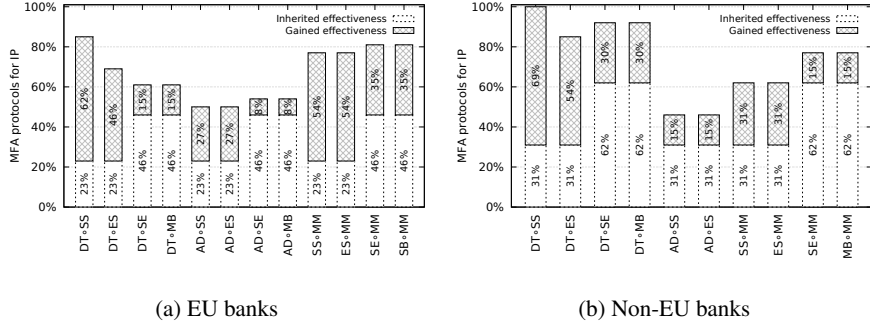 Inherited effectiveness
Gained effectiveness
MFA protocols for IP
100%
80%
60%
40%
20%
0%
62%
46%
15%
15%
27%
27%
8%
8%
54%
54%
35%
35%
23%
23%
46%
46%
23%
23%
46%
46%
23%
23%
46%
46%
DT∘SS
DT∘ES
DT∘SE
DT∘MB
AD∘SS
AD∘ES
AD∘SE
AD∘MB
SS∘MM
ES∘MM
SE∘MM
SB∘MM
(a) EU banks
Inherited effectiveness
Gained effectiveness
MFA protocols for IP
100%
80%
60%
40%
20%
0%
69%
54%
30%
30%
15%
15%
31%
31%
15%
15%
31%
31%
62%
62%
31%
31%
31%
31%
62%
62%
DT∘SS
DT∘ES
DT∘SE
DT∘MB
AD∘SS
AD∘ES
SS∘MM
ES∘MM
SE∘MM
MB∘MM
(b) Non-EU banks